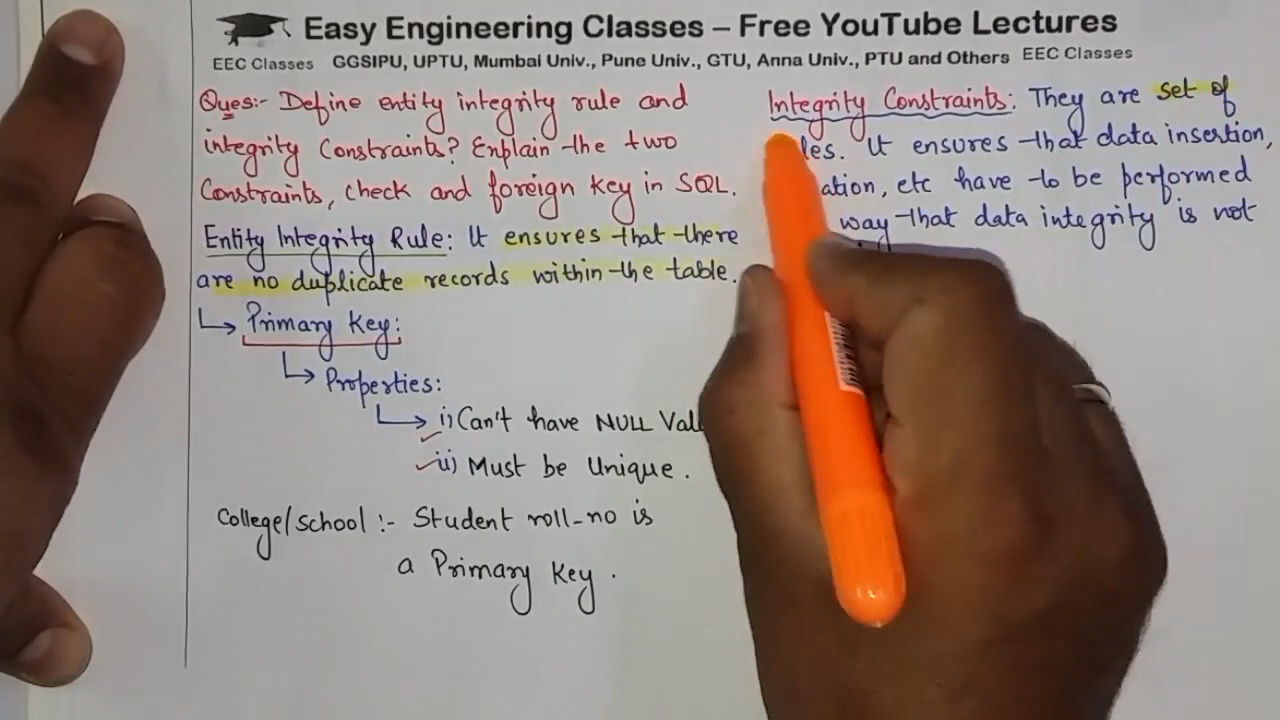 Easy Engineering Classes – Free YouTube Lectures
EEC Classes GGSIPU, UPTU, Mumbai Univ., Pune Univ., GTU, Anna Univ., PTU and Others EEC Classes
Ques:- Define entity integrity rule and
integrity Constraints? Explain the two
Constraints, check and foreign key in SQL.
Entity Integrity Rule: It ensures that there
are no duplicate records within the table.
Primary Key:
Properties:
i) Can't have NULL
ii) Must be Unique.
College/school :- Student roll-no is
a Primary Key.
Integrity Constraints: They are set of
It ensures that data insertion,
etc have to be performed
way that data integrity is not